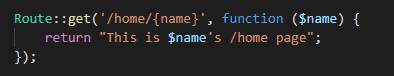 Route::get('/home/{name}', function ($name) {
    return "This is $name's /home page";
});